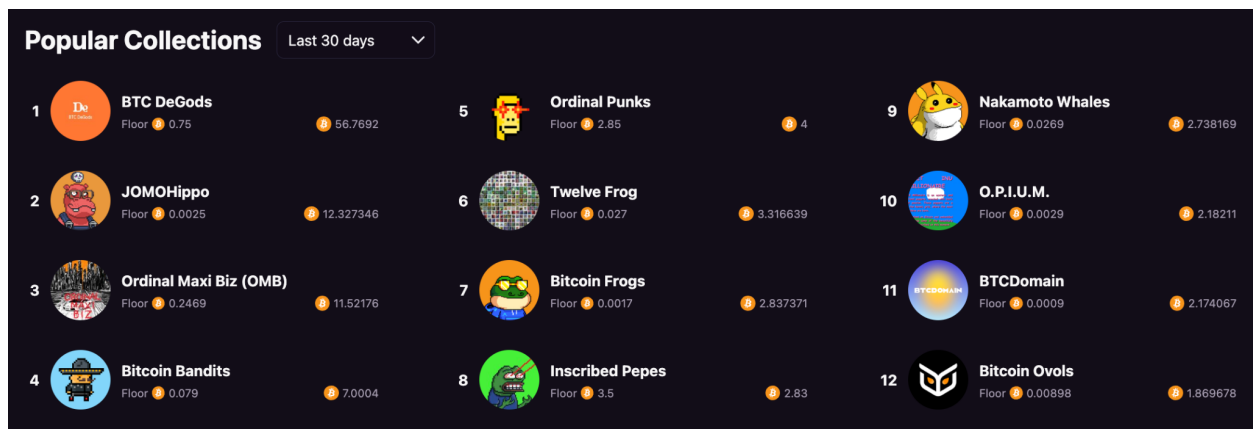 Popular Collections Last 30 days
1 De BTC DeGods BTC DeGods
Floor 0.75 56.7692
2 JOMOHippo
Floor 0.0025 12.327346
3 Ordinal Maxi Biz (OMB)
Floor 0.2469 11.52176
4 Bitcoin Bandits
Floor 0.079 7.0004
5 Ordinal Punks
Floor 2.85 4
6 Twelve Frog
Floor 0.027 3.316639
7 Bitcoin Frogs
Floor 0.0017 2.837371
8 Inscribed Pepes
Floor 3.5 2.83
9 Nakamoto Whales
Floor 0.0269 2.738169
10 O.P.I.U.M.
Floor 0.0029 2.18211
11 BTCDOMAIN BTCDomain
Floor 0.0009 2.174067
12 Bitcoin Ovols
Floor 0.00898 1.869678